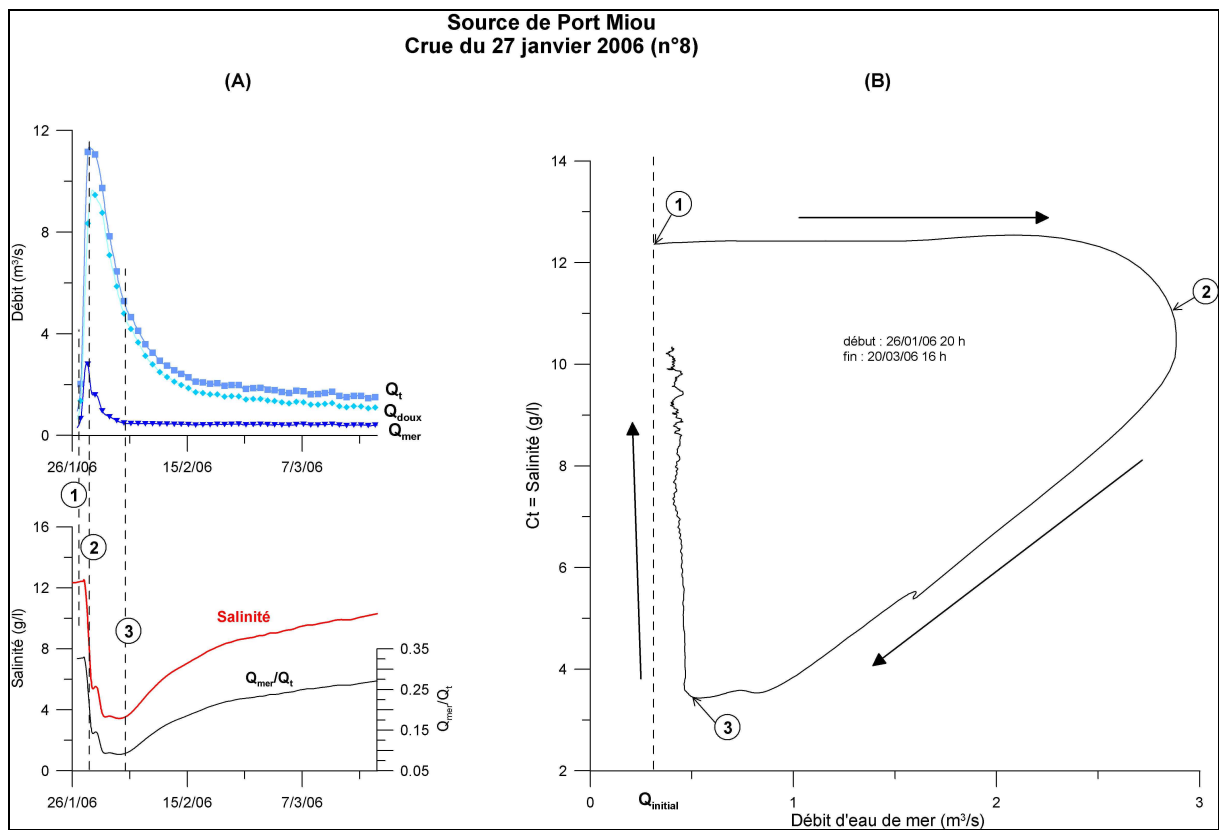 Source de Port Miou
Crue du 27 janvier 2006 (n°8)
(A)
12
8
4
0
Débit (m³/s)
Qt
Qdoux
Qmer
26/1/06
15/2/06
7/3/06
1
2
3
16
12
8
4
0
Salinité (g/l)
Salinité
Qmer/Qt
0.35
0.25
0.15
0.05
Qmer/Qt
26/1/06
15/2/06
7/3/06
(B)
14
12
10
8
6
4
2
Ct = Salinité (g/l)
1
2
début : 26/01/06 20 h
fin : 20/03/06 16 h
3
0
Qinitial
1
2
3
Débit d'eau de mer (m³/s)